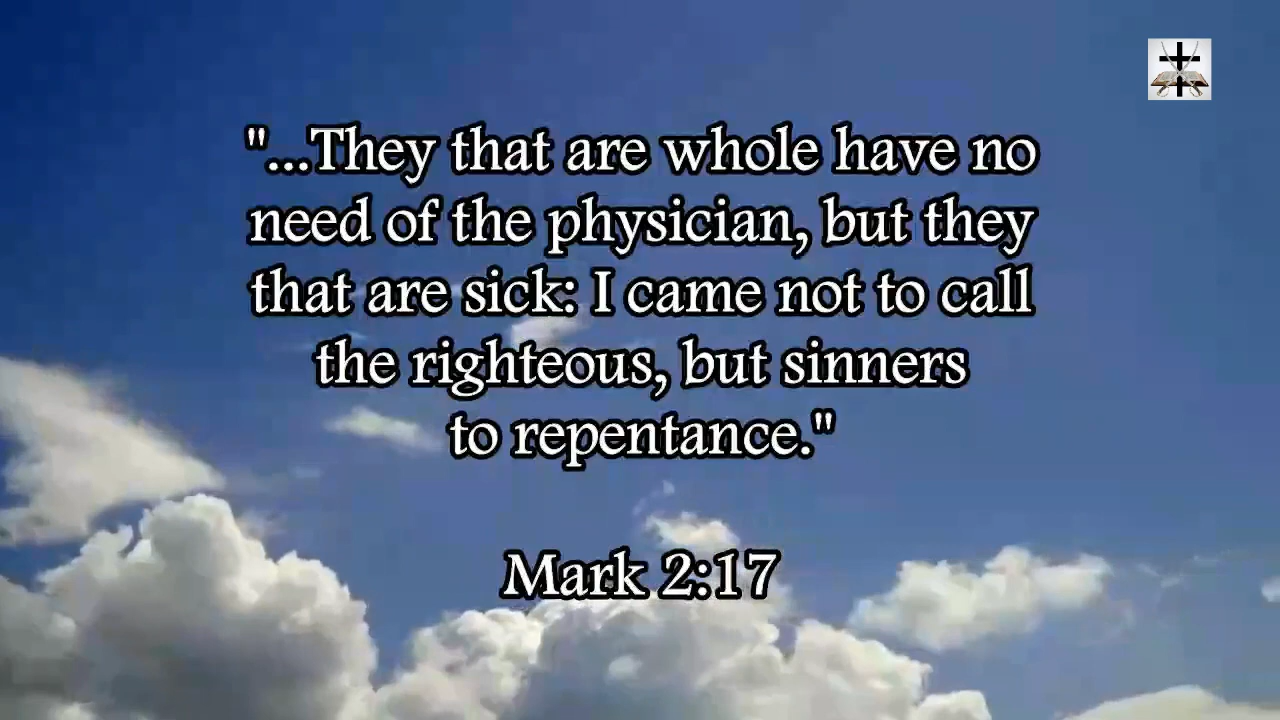 "...They that are whole have no
need of the physician, but they
that are sick: I came not to call
the righteous, but sinners
to repentance."
Mark 2:17